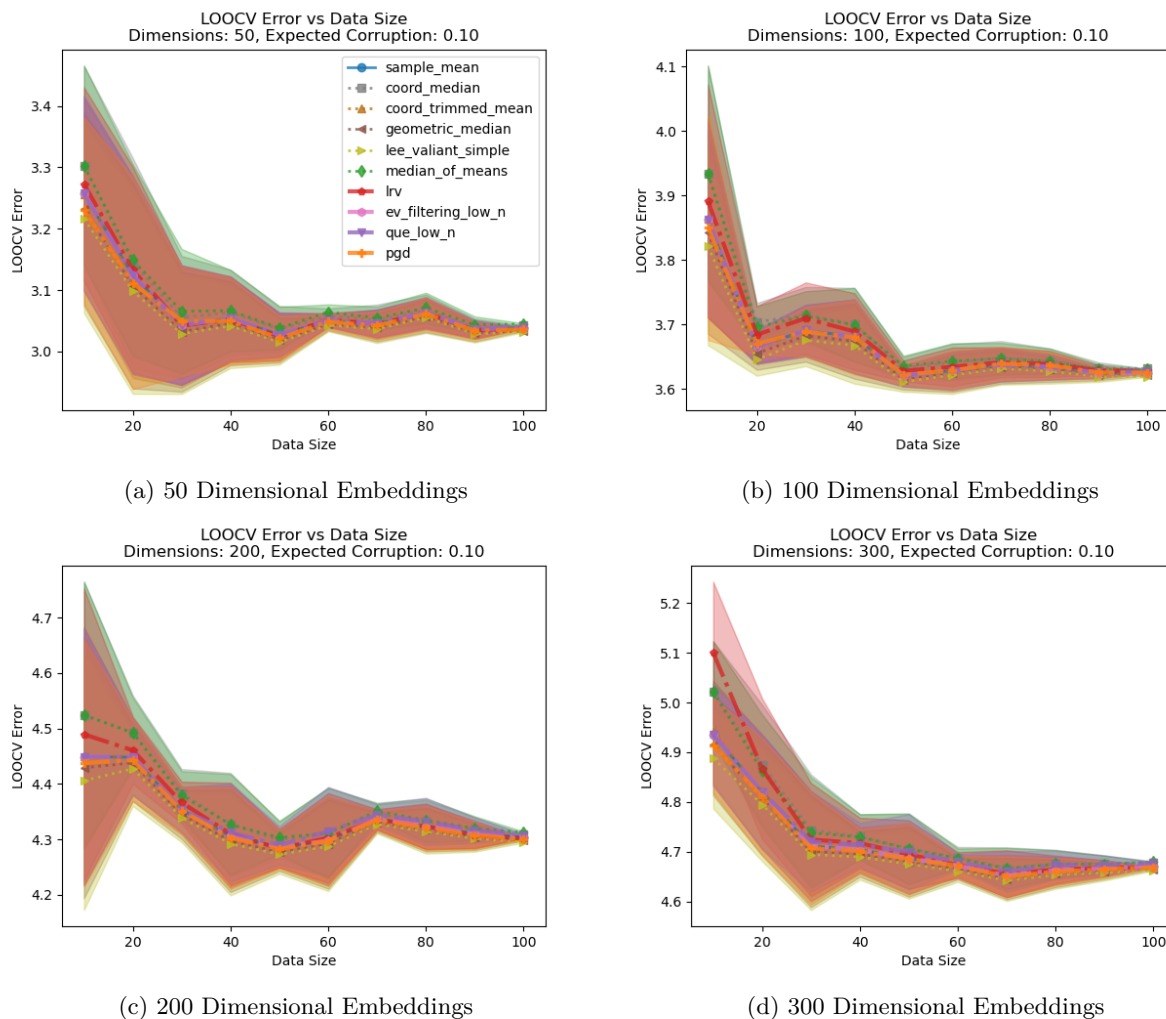 LOOCV Error vs Data Size
Dimensions: 50, Expected Corruption: 0.10
LOOCV Error
3.4
3.3
3.2
3.1
3.0
sample_mean
coord_median
coord_trimmed_mean
geometric_median
lee_valiant_simple
median_of_means
lrv
ev_filtering_low_n
que_low_n
pgd
20
40
60
80
100
Data Size
(a) 50 Dimensional Embeddings
LOOCV Error vs Data Size
Dimensions: 100, Expected Corruption: 0.10
LOOCV Error
4.1
4.0
3.9
3.8
3.7
3.6
20
40
60
80
100
Data Size
(b) 100 Dimensional Embeddings
LOOCV Error vs Data Size
Dimensions: 200, Expected Corruption: 0.10
LOOCV Error
4.7
4.6
4.5
4.4
4.3
4.2
20
40
60
80
100
Data Size
(c) 200 Dimensional Embeddings
LOOCV Error vs Data Size
Dimensions: 300, Expected Corruption: 0.10
LOOCV Error
5.2
5.1
5.0
4.9
4.8
4.7
4.6
20
40
60
80
100
Data Size
(d) 300 Dimensional Embeddings